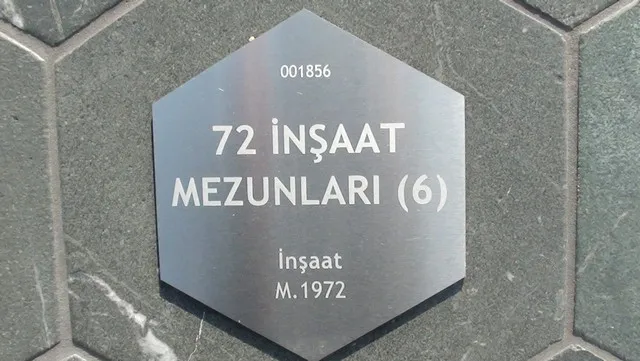 001856
72 İNŞAAT
MEZUNLARI (6)
İnşaat
M.1972